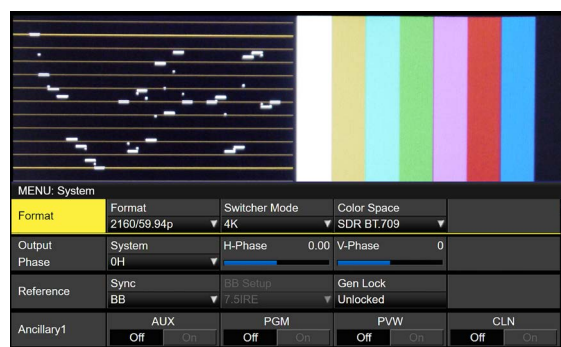 MENU: System
Format
Format
2160/59.94p
Switcher Mode
4K
Color Space
SDR BT.709
Output
Phase
System
0H
H-Phase 0.00
V-Phase 0
Reference
Sync
BB
BB Setup
7.5IRE
Gen Lock
Unlocked
Ancillary1
AUX
Off On
PGM
Off On
PVW
Off On
CLN
Off On